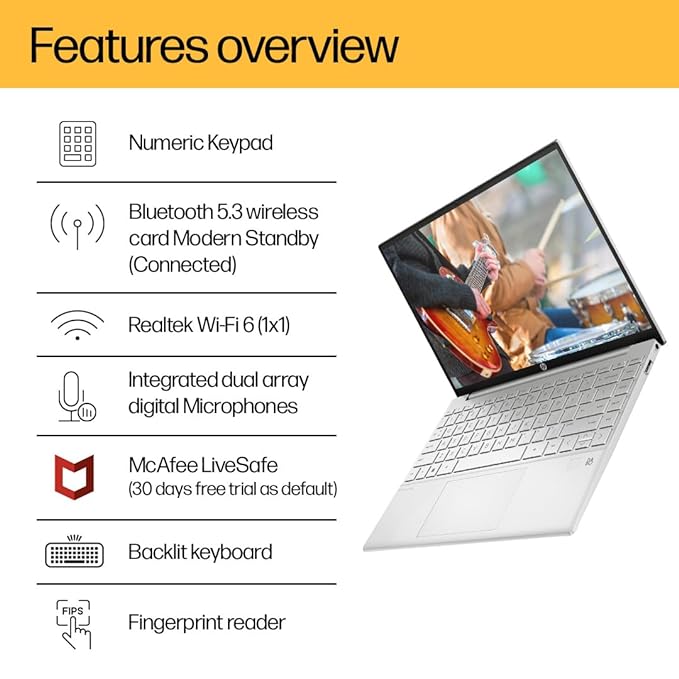 Features overview
Numeric Keypad
Bluetooth 5.3 wireless
card Modern Standby
(Connected)
Realtek Wi-Fi 6 (1x1)
Integrated dual array
digital Microphones
McAfee LiveSafe
(30 days free trial as default)
Backlit keyboard
FIPS
Fingerprint reader
hp